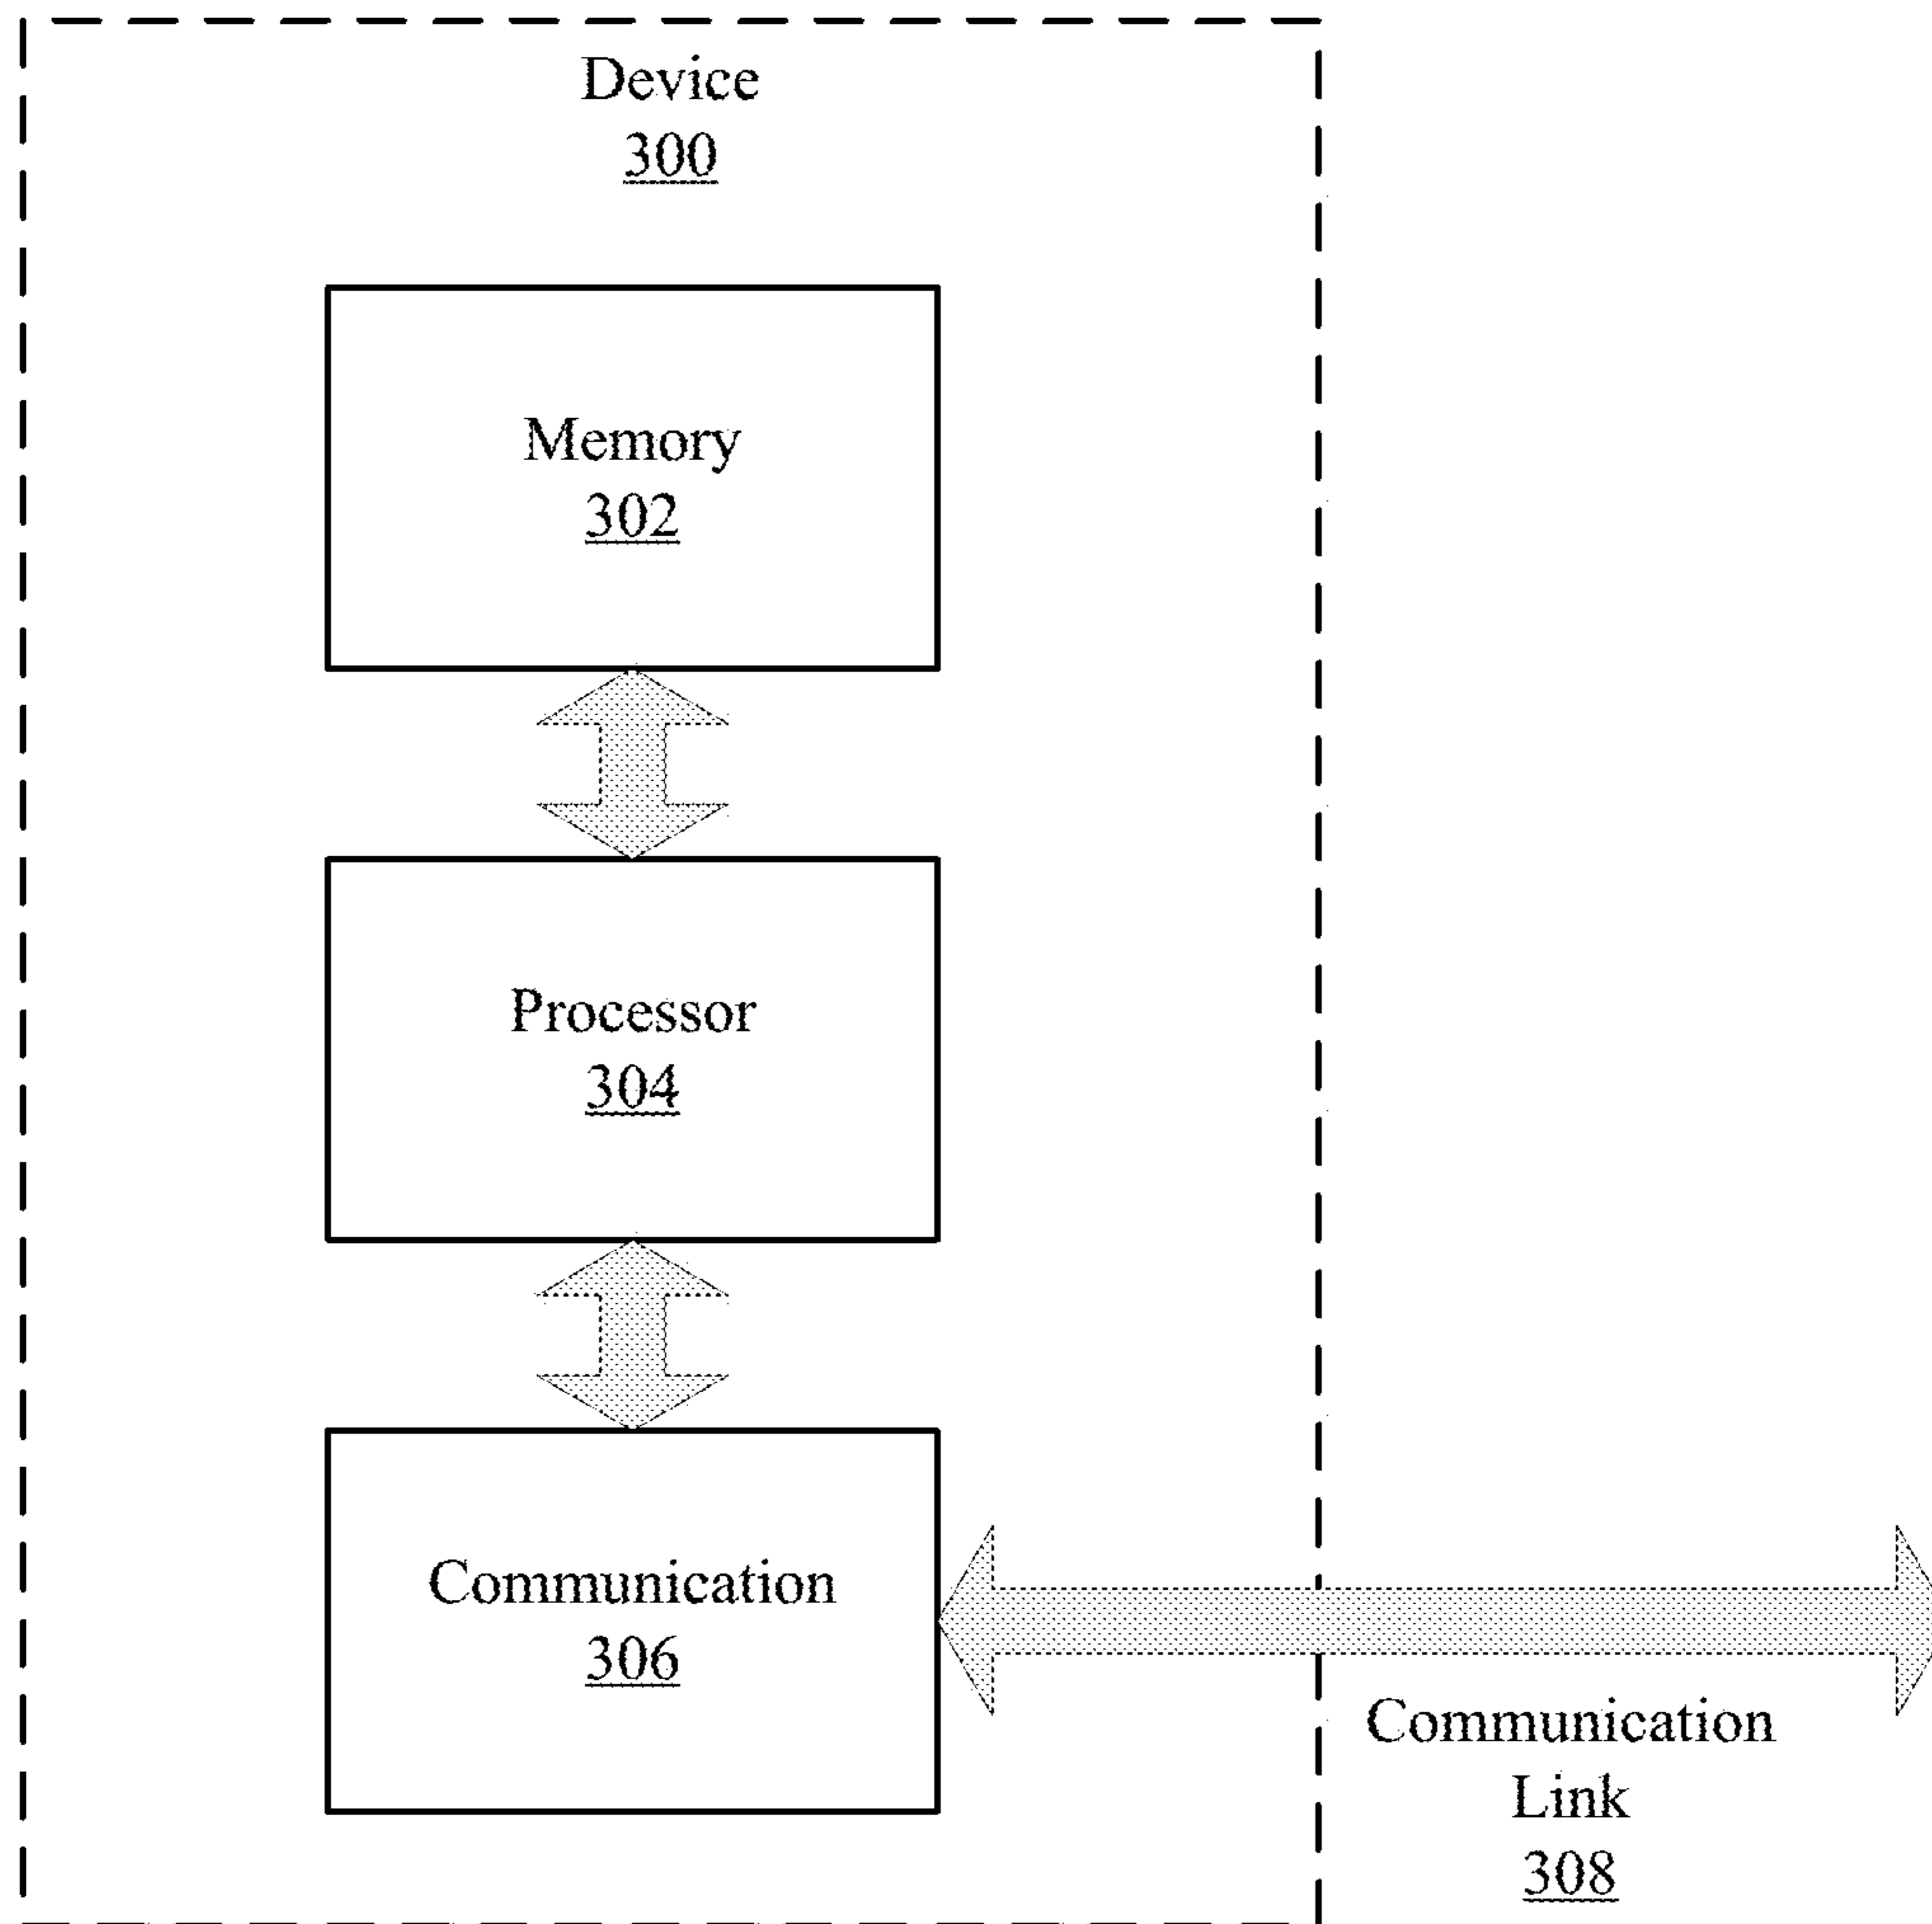 Device
300
Memory
302
Processor
304
Communication
306
Communication
Link
308